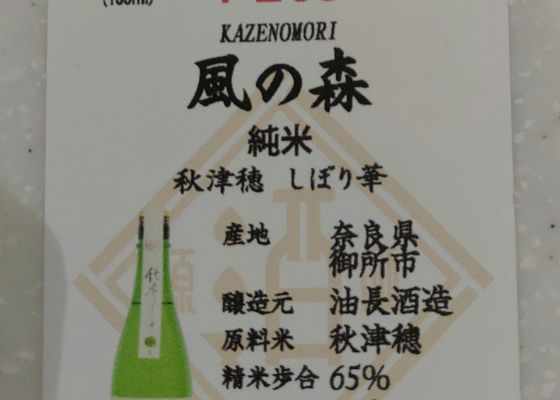 (100ml)
KAZENOMORI
風の森
純米
秋津穂 しぼり華
産地 奈良県
御所市
醸造元 油長酒造
原料米 秋津穂
精米歩合 65%